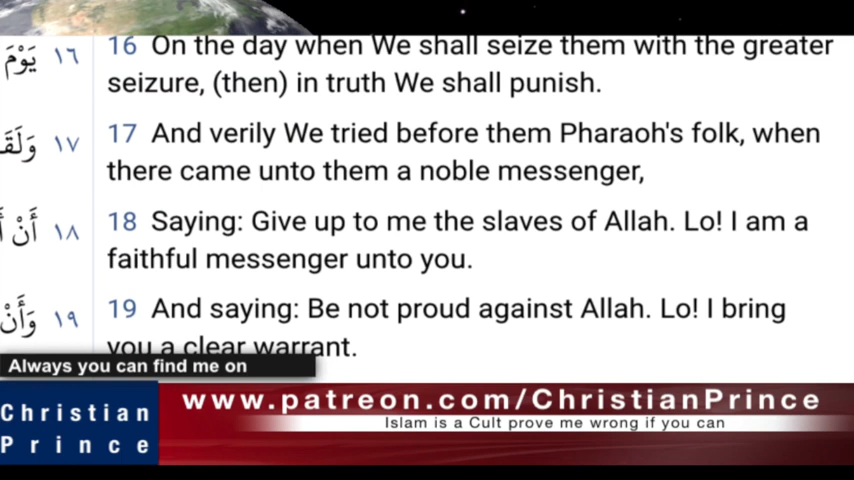 يَوْمَ ١٦ 16 On the day when We shall seize them with the greater
seizure, (then) in truth We shall punish.
وَلَقَ ١٧ 17 And verily We tried before them Pharaoh's folk, when
there came unto them a noble messenger,
أَنْ أَ ١٨ 18 Saying: Give up to me the slaves of Allah. Lo! I am a
faithful messenger unto you.
وَأَنْ ١٩ 19 And saying: Be not proud against Allah. Lo! I bring
you a clear warrant.
Always you can find me on
www.patreon.com/ChristianPrince
Christian
Prince
Islam is a Cult prove me wrong if you can